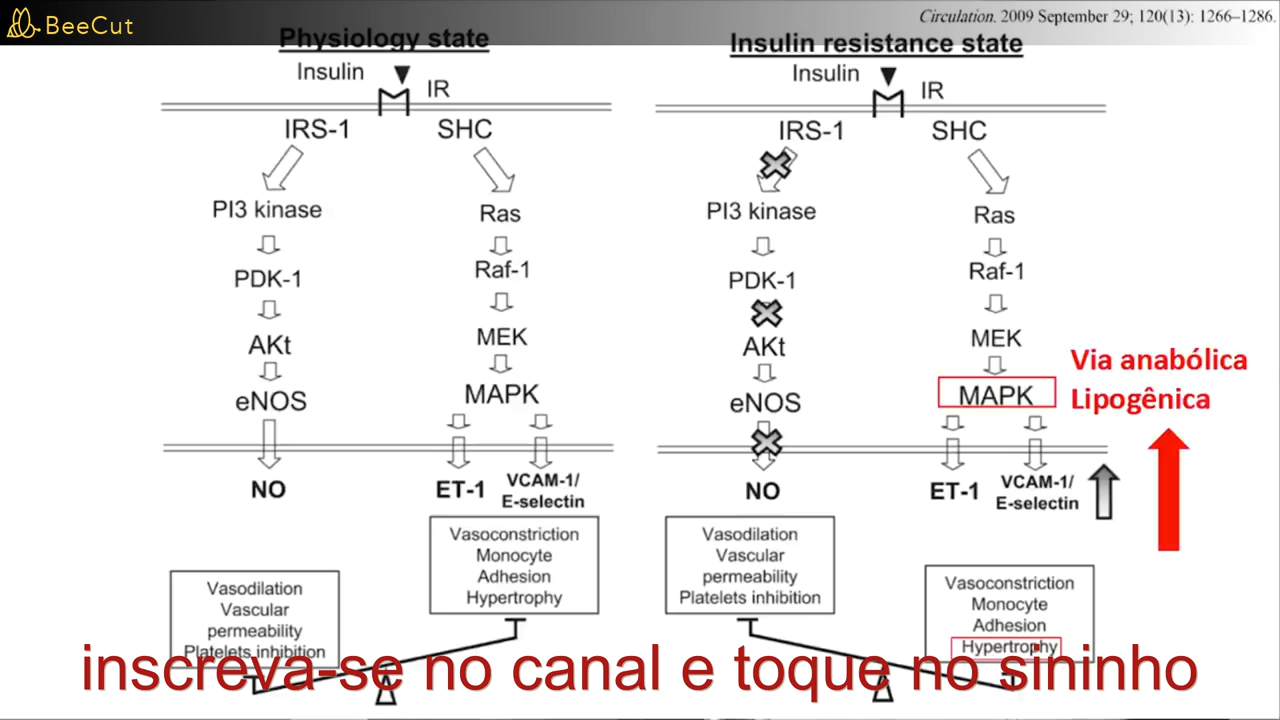 BeeCut
Circulation. 2009 September 29; 120(13): 1266–1286.
Physiology state
Insulin
IR
IRS-1
SHC
PI3 kinase
Ras
PDK-1
Raf-1
AKt
MEK
eNOS
MAPK
NO
ET-1
VCAM-1/
E-selectin
Vasoconstriction
Monocyte
Adhesion
Hypertrophy
Vasodilation
Vascular
permeability
Platelets inhibition
Insulin resistance state
Insulin
IR
IRS-1
SHC
PI3 kinase
Ras
PDK-1
Raf-1
AKt
MEK
eNOS
MAPK
Via anabólica
Lipogênica
NO
ET-1
VCAM-1/
E-selectin
Vasodilation
Vascular
permeability
Platelets inhibition
Vasoconstriction
Monocyte
Adhesion
Hypertrophy
inscreva-se no canal e toque no sininho